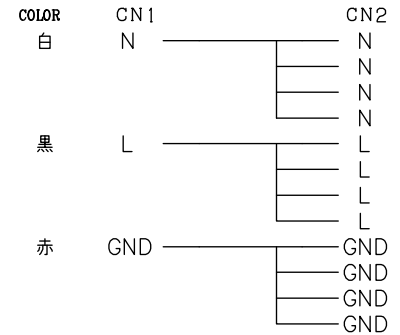 COLOR CN1 CN2
白 N N
N
N
N
黒 L L
L
L
L
赤 GND GND
GND
GND
GND